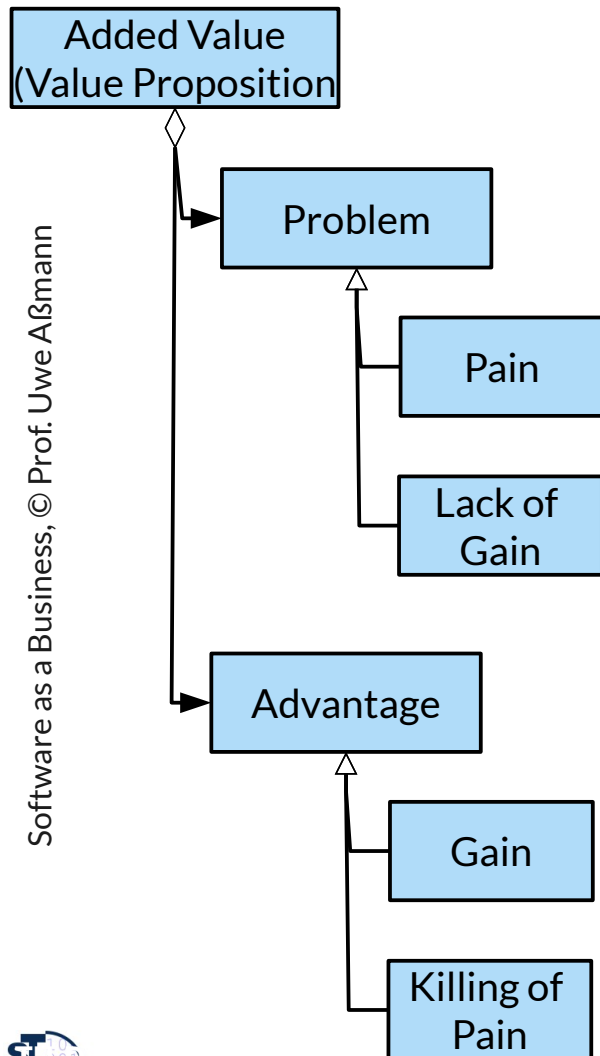 Added Value
(Value Proposition
Problem
Pain
Lack of
Gain
Advantage
Gain
Killing of
Pain
Software as a Business, © Prof. Uwe Aßmann